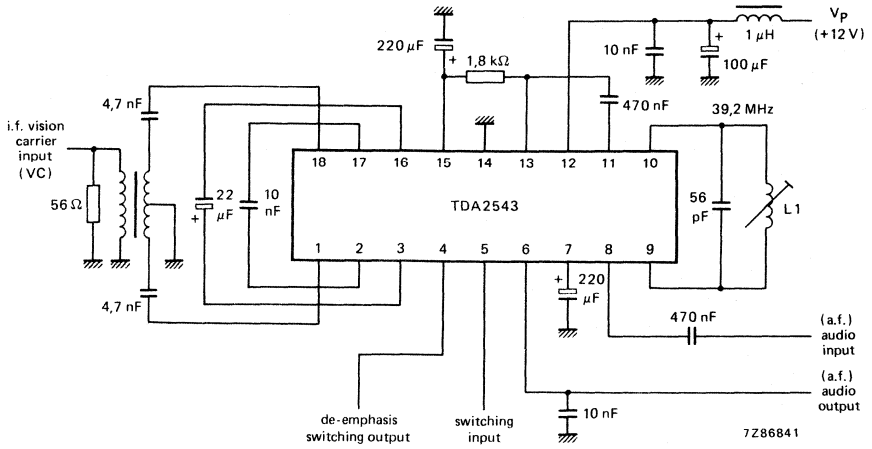 220 μF
+
1,8 kΩ
10 nF
+
100 μF
1 μH
Vp
(+12 V)
4,7 nF
470 nF
39,2 MHz
i.f. vision
carrier
input
(VC)
56 Ω
18 17 16 15 14 13 12 11 10
22
μF
+
10
nF
TDA2543
56
pF
L1
1 2 3 4 5 6 7 8 9
4,7 nF
+
220
μF
470 nF
(a.f.)
audio
input
(a.f.)
audio
output
10 nF
de-emphasis
switching output
switching
input
7Z86841